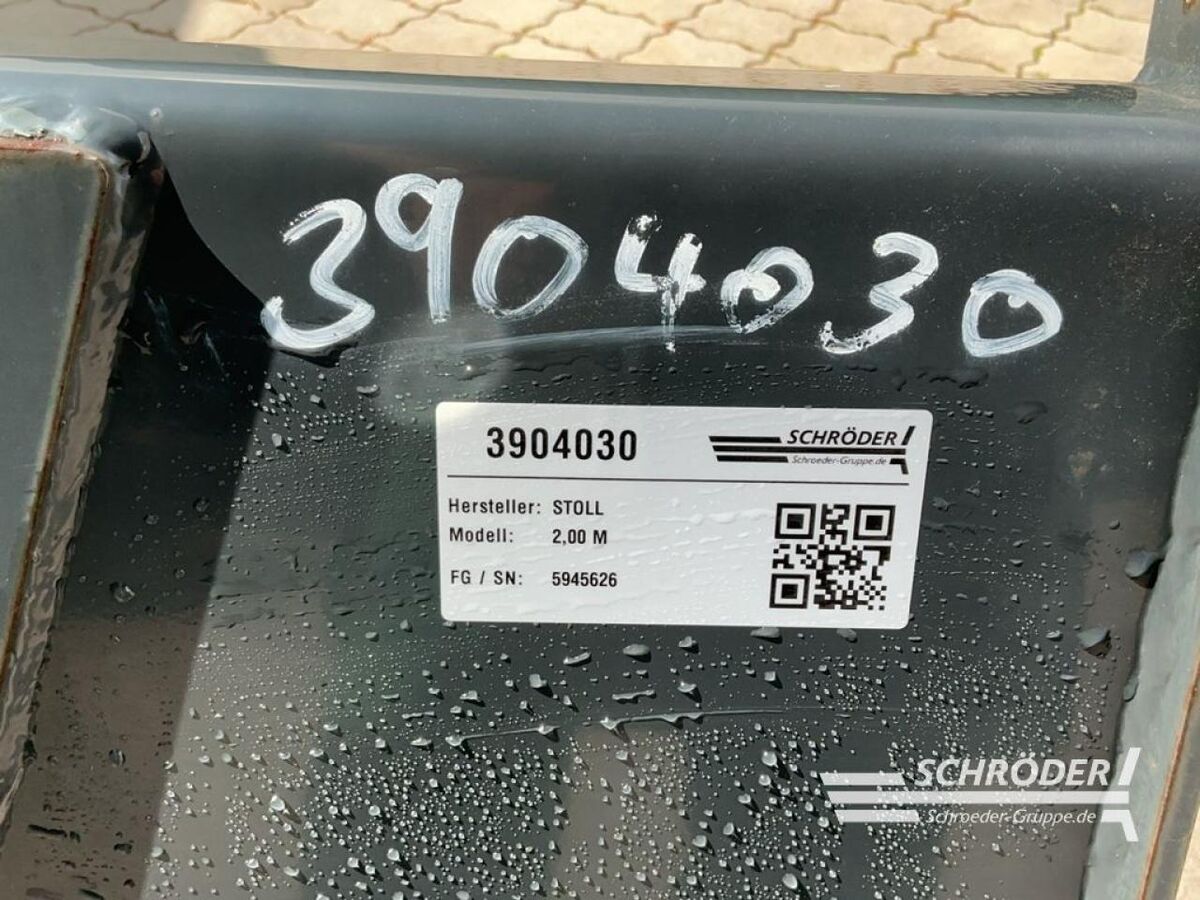 3904030
3904030
SCHRÖDER
Schroeder-Gruppe.de
Hersteller: STOLL
Modell: 2,00 M
FG / SN: 5945626
SCHRÖDER
Schroeder-Gruppe.de